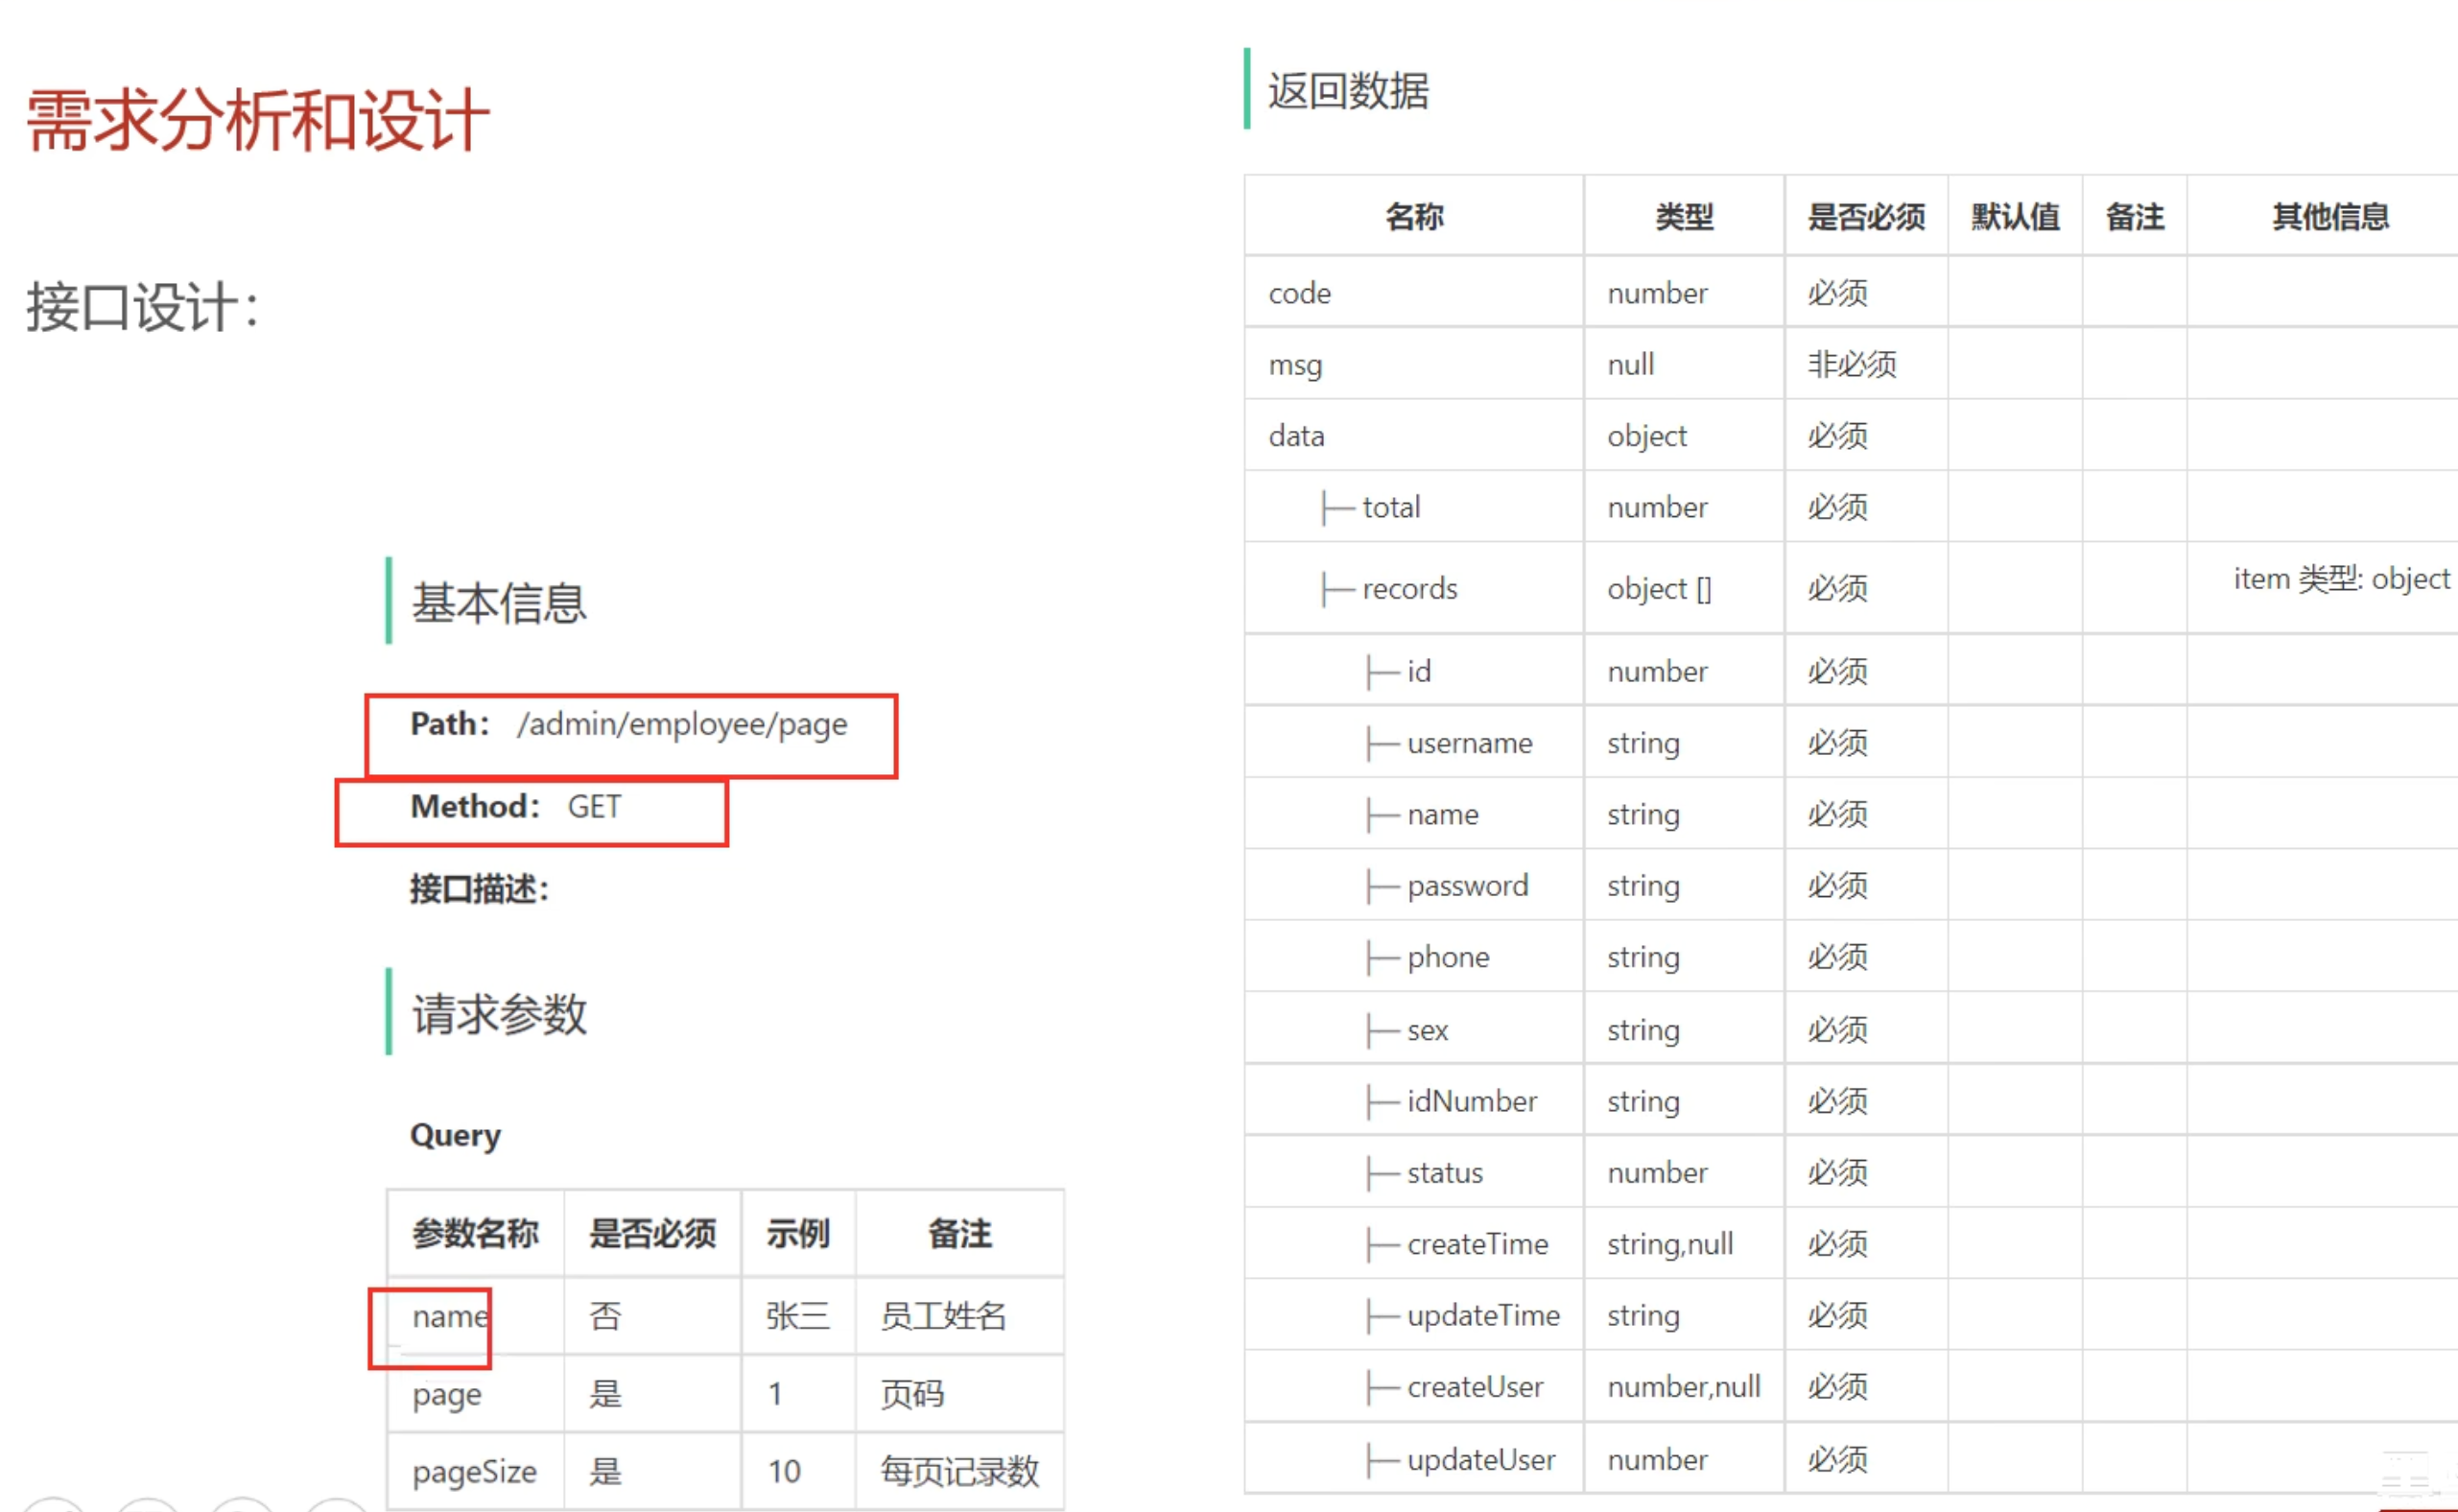 需求分析和设计
接口设计：
基本信息
Path： /admin/employee/page
Method： GET
接口描述：
请求参数
Query
参数名称 是否必须 示例 备注
name 否 张三 员工姓名
page 是 1 页码
pageSize 是 10 每页记录数
返回数据
名称 类型 是否必须 默认值 备注 其他信息
code number 必须
msg null 非必须
data object 必须
├─ total number 必须
├─ records object [] 必须 item 类型: object
├─ id number 必须
├─ username string 必须
├─ name string 必须
├─ password string 必须
├─ phone string 必须
├─ sex string 必须
├─ idNumber string 必须
├─ status number 必须
├─ createTime string,null 必须
├─ updateTime string 必须
├─ createUser number,null 必须
├─ updateUser number 必须